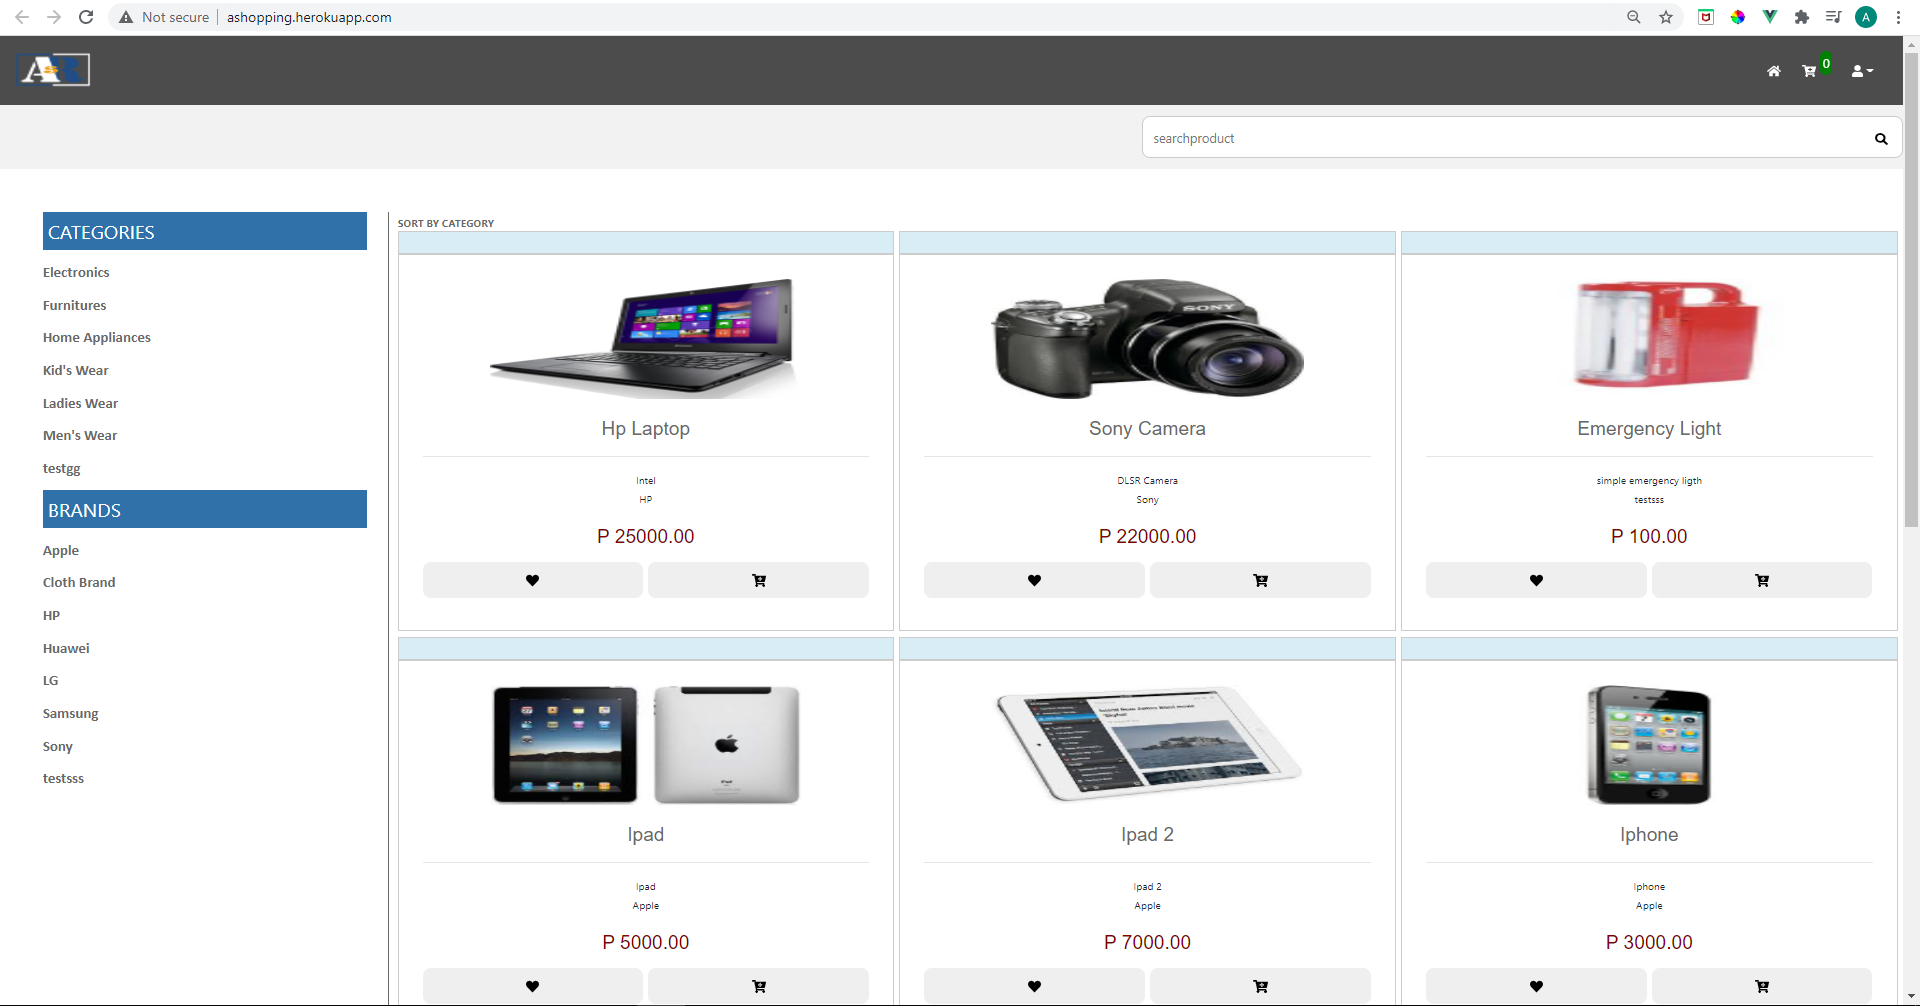 Not secure
ashopping.herokuapp.com
A
AsR
0
searchproduct
CATEGORIES
Electronics
Furnitures
Home Appliances
Kid's Wear
Ladies Wear
Men's Wear
testgg
BRANDS
Apple
Cloth Brand
HP
Huawei
LG
Samsung
Sony
testsss
SORT BY CATEGORY
Hp Laptop
Intel
HP
P 25000.00
SONY
Sony Camera
DLSR Camera
Sony
P 22000.00
Emergency Light
simple emergency ligth
testsss
P 100.00
Ipad
Ipad
Apple
P 5000.00
Ipad 2
Ipad 2
Apple
P 7000.00
Iphone
Iphone
Apple
P 3000.00